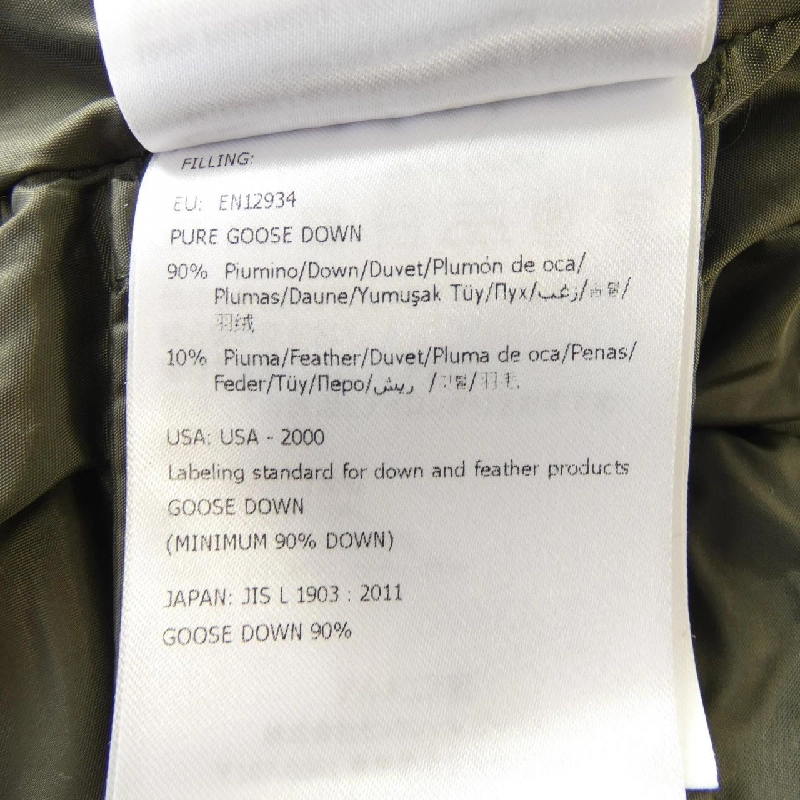 FILLING:
EU: EN12934
PURE GOOSE DOWN
90% Piumino/Down/Duvet/Plumón de oca/
Plumas/Daune/Yumuşak Tüy/Пух/زغب/솜털/
羽绒
10% Piuma/Feather/Duvet/Pluma de oca/Penas/
Feder/Tüy/Перо/ريش /깃털/羽毛
USA: USA - 2000
Labeling standard for down and feather products
GOOSE DOWN
(MINIMUM 90% DOWN)
JAPAN: JIS L 1903 : 2011
GOOSE DOWN 90%